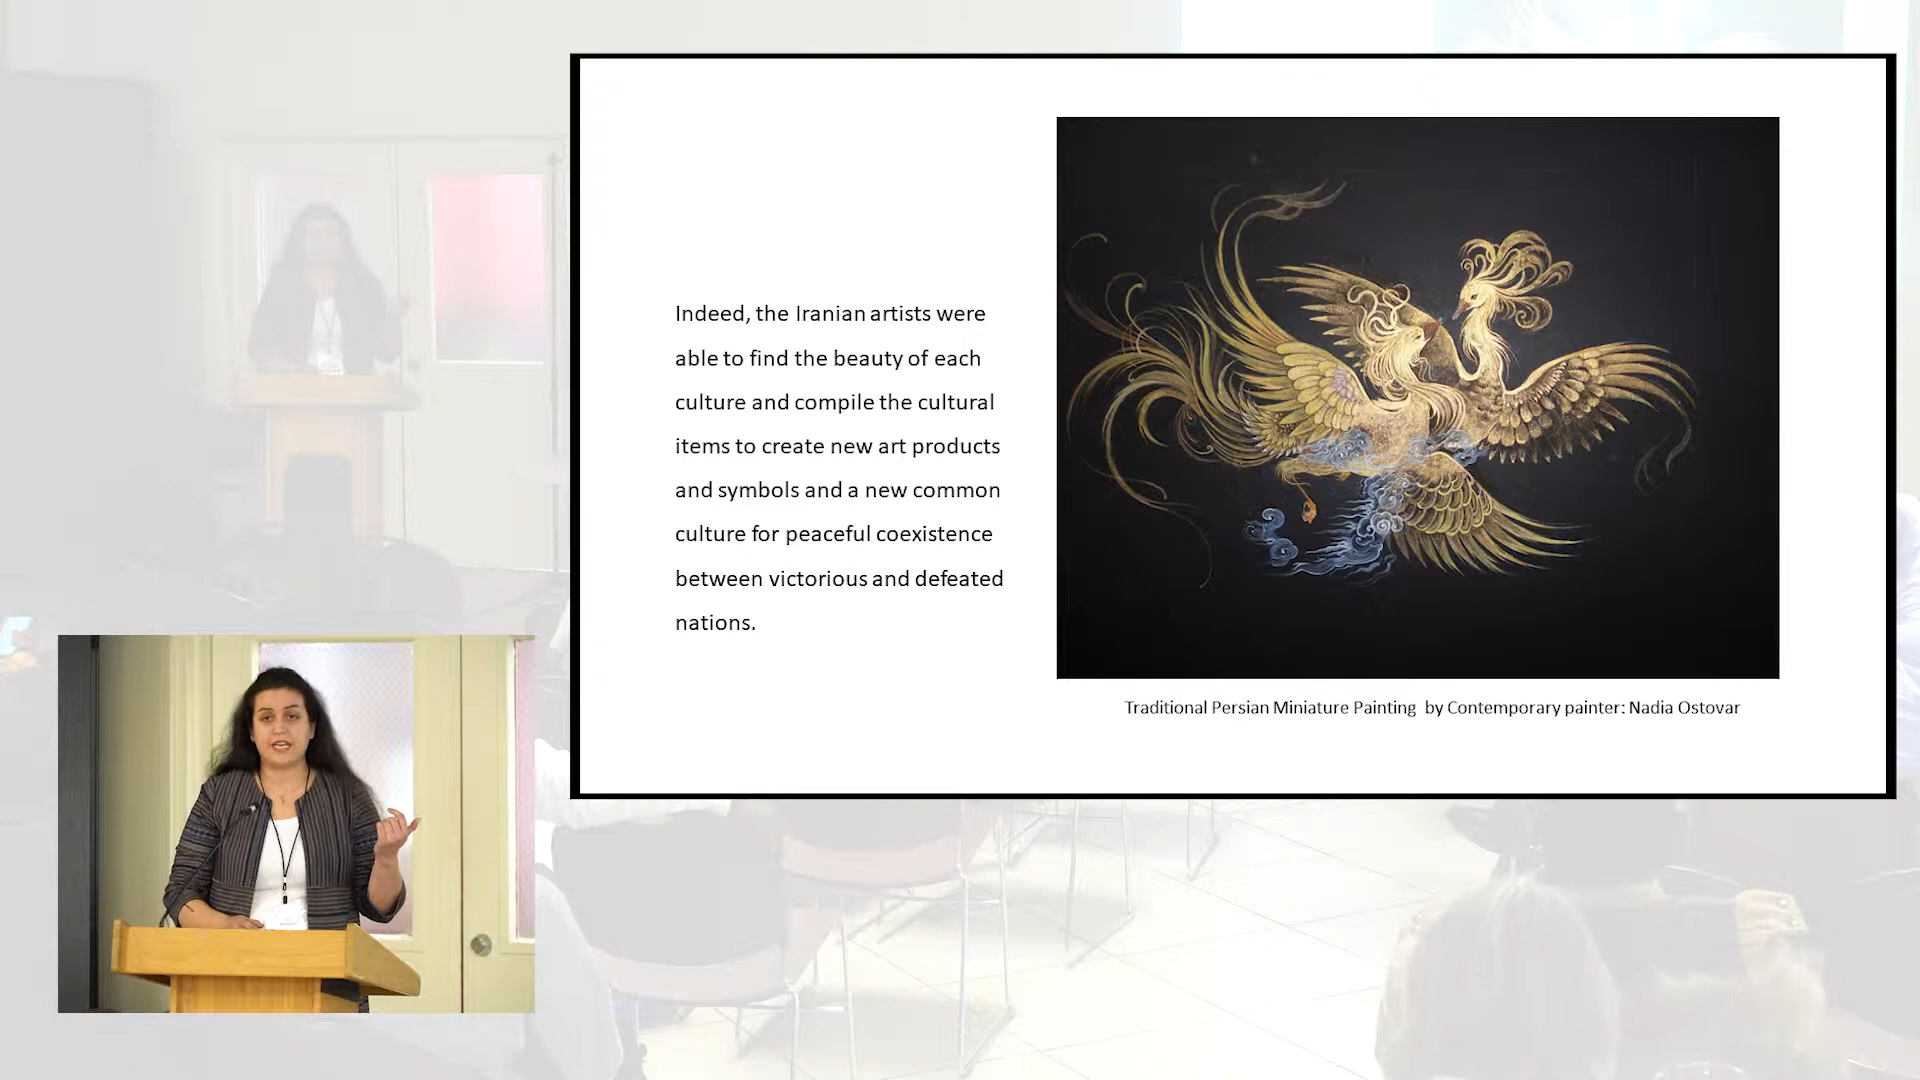 Indeed, the Iranian artists were
able to find the beauty of each
culture and compile the cultural
items to create new art products
and symbols and a new common
culture for peaceful coexistence
between victorious and defeated
nations.
Traditional Persian Miniature Painting by Contemporary painter: Nadia Ostovar